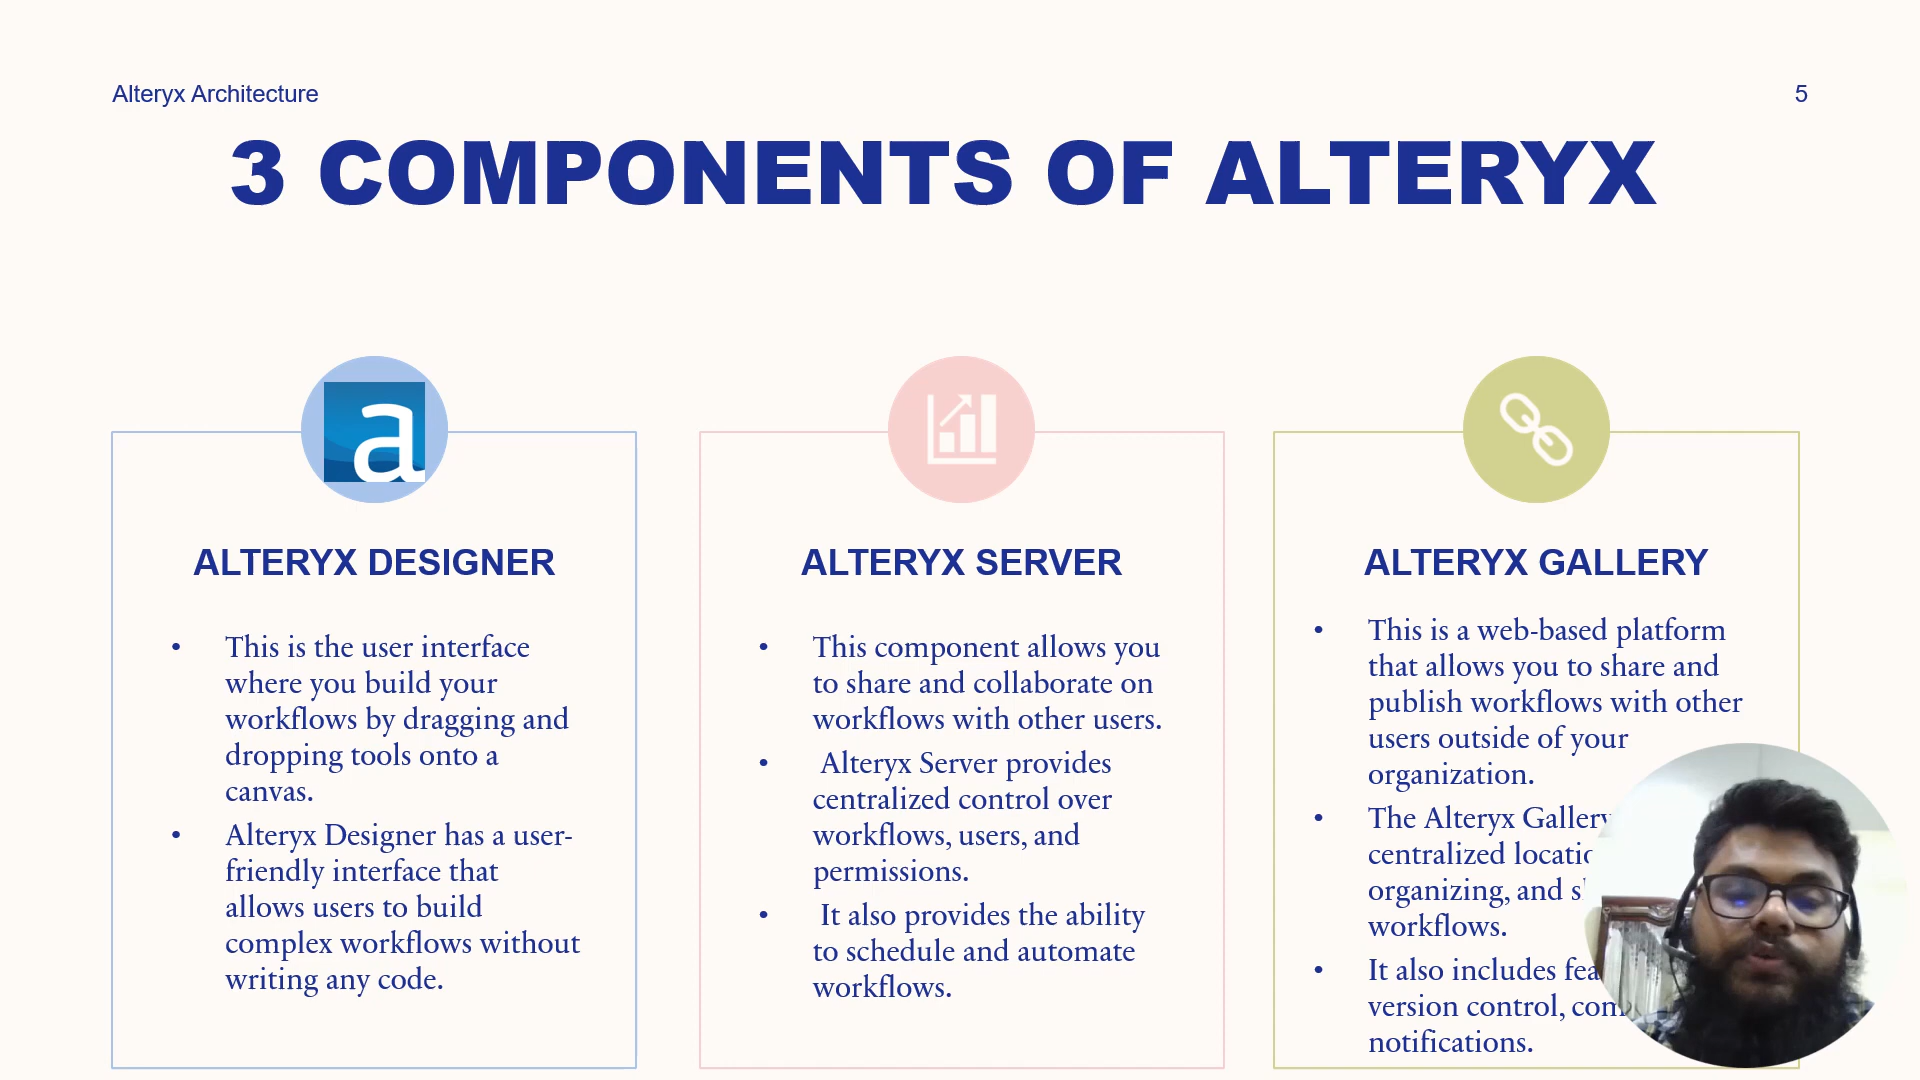 Alteryx Architecture
5
3 COMPONENTS OF ALTERYX
a
ALTERYX DESIGNER
• This is the user interface
where you build your
workflows by dragging and
dropping tools onto a
canvas.
• Alteryx Designer has a user-
friendly interface that
allows users to build
complex workflows without
writing any code.
ALTERYX SERVER
• This component allows you
to share and collaborate on
workflows with other users.
• Alteryx Server provides
centralized control over
workflows, users, and
permissions.
• It also provides the ability
to schedule and automate
workflows.
ALTERYX GALLERY
• This is a web-based platform
that allows you to share and
publish workflows with other
users outside of your
organization.
• The Alteryx Gallery
centralized
organizing, and
workflows.
• It also includes
version control,
notifications.